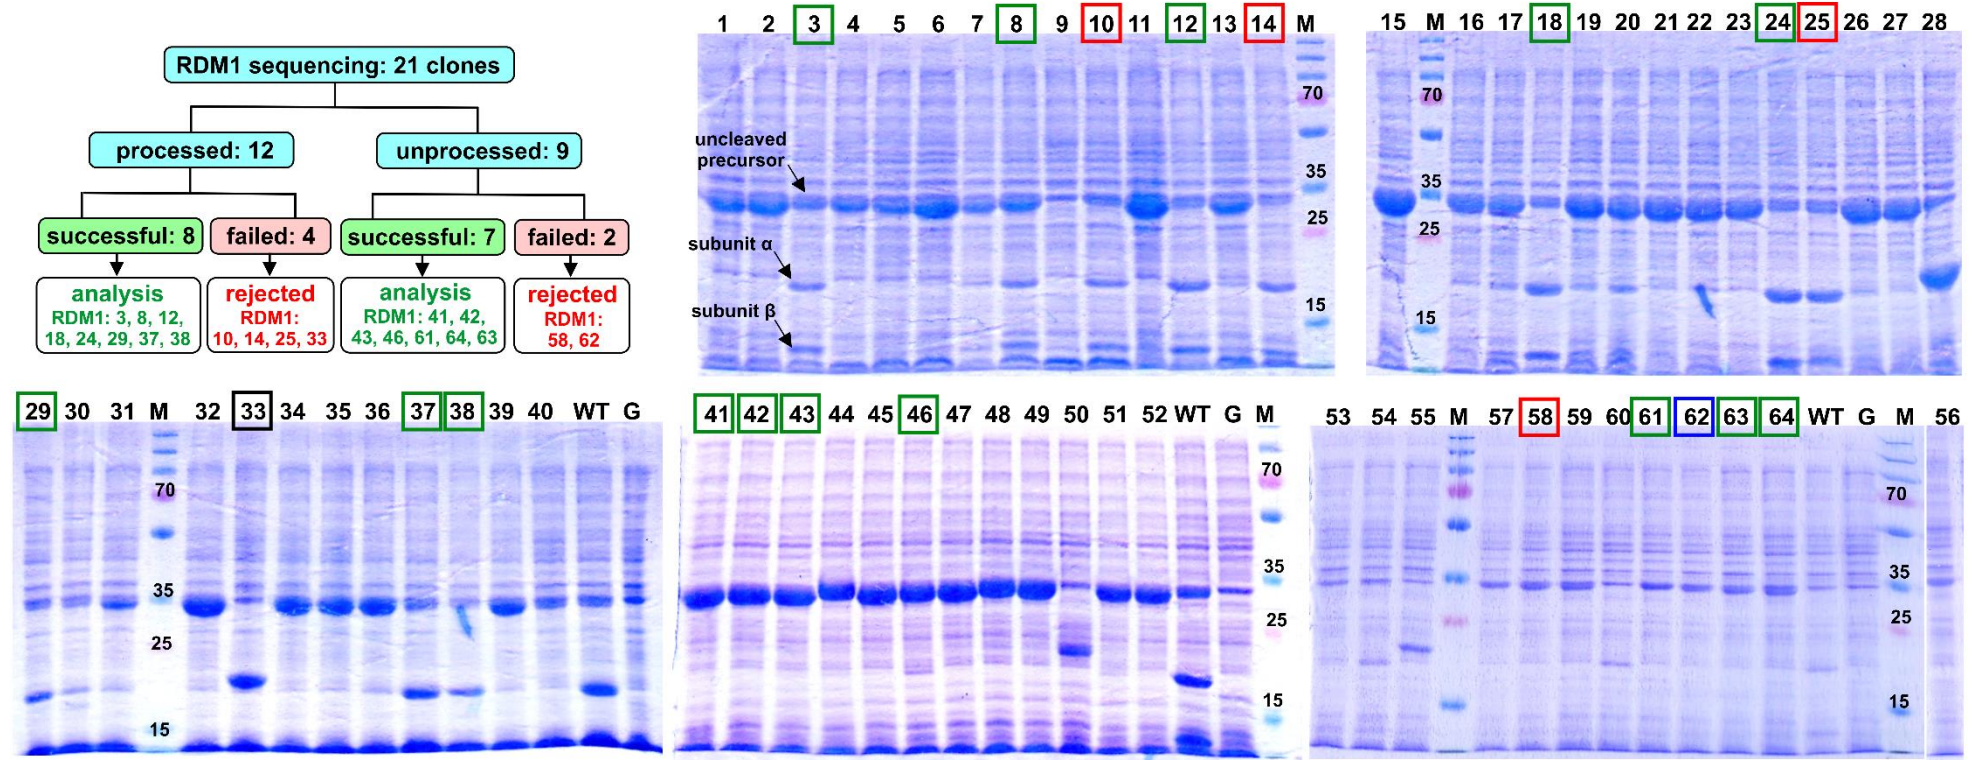 RDM1 sequencing: 21 clones
processed: 12
unprocessed: 9
successful: 8
failed: 4
successful: 7
failed: 2
analysis
RDM1: 3, 8, 12,
18, 24, 29, 37, 38
rejected
RDM1:
10, 14, 25, 33
analysis
RDM1: 41, 42,
43, 46, 61, 64, 63
rejected
RDM1:
58, 62
1 2 3 4 5 6 7 8 9 10 11 12 13 14 M
70
uncleaved
precursor
35
25
subunit α
15
subunit β
15 M 16 17 18 19 20 21 22 23 24 25 26 27 28
70
35
25
15
29 30 31 M 32 33 34 35 36 37 38 39 40 WT G
70
35
25
15
41 42 43 44 45 46 47 48 49 50 51 52 WT G M
70
35
25
15
53 54 55 M 57 58 59 60 61 62 63 64 WT G M 56
70
35
25
15